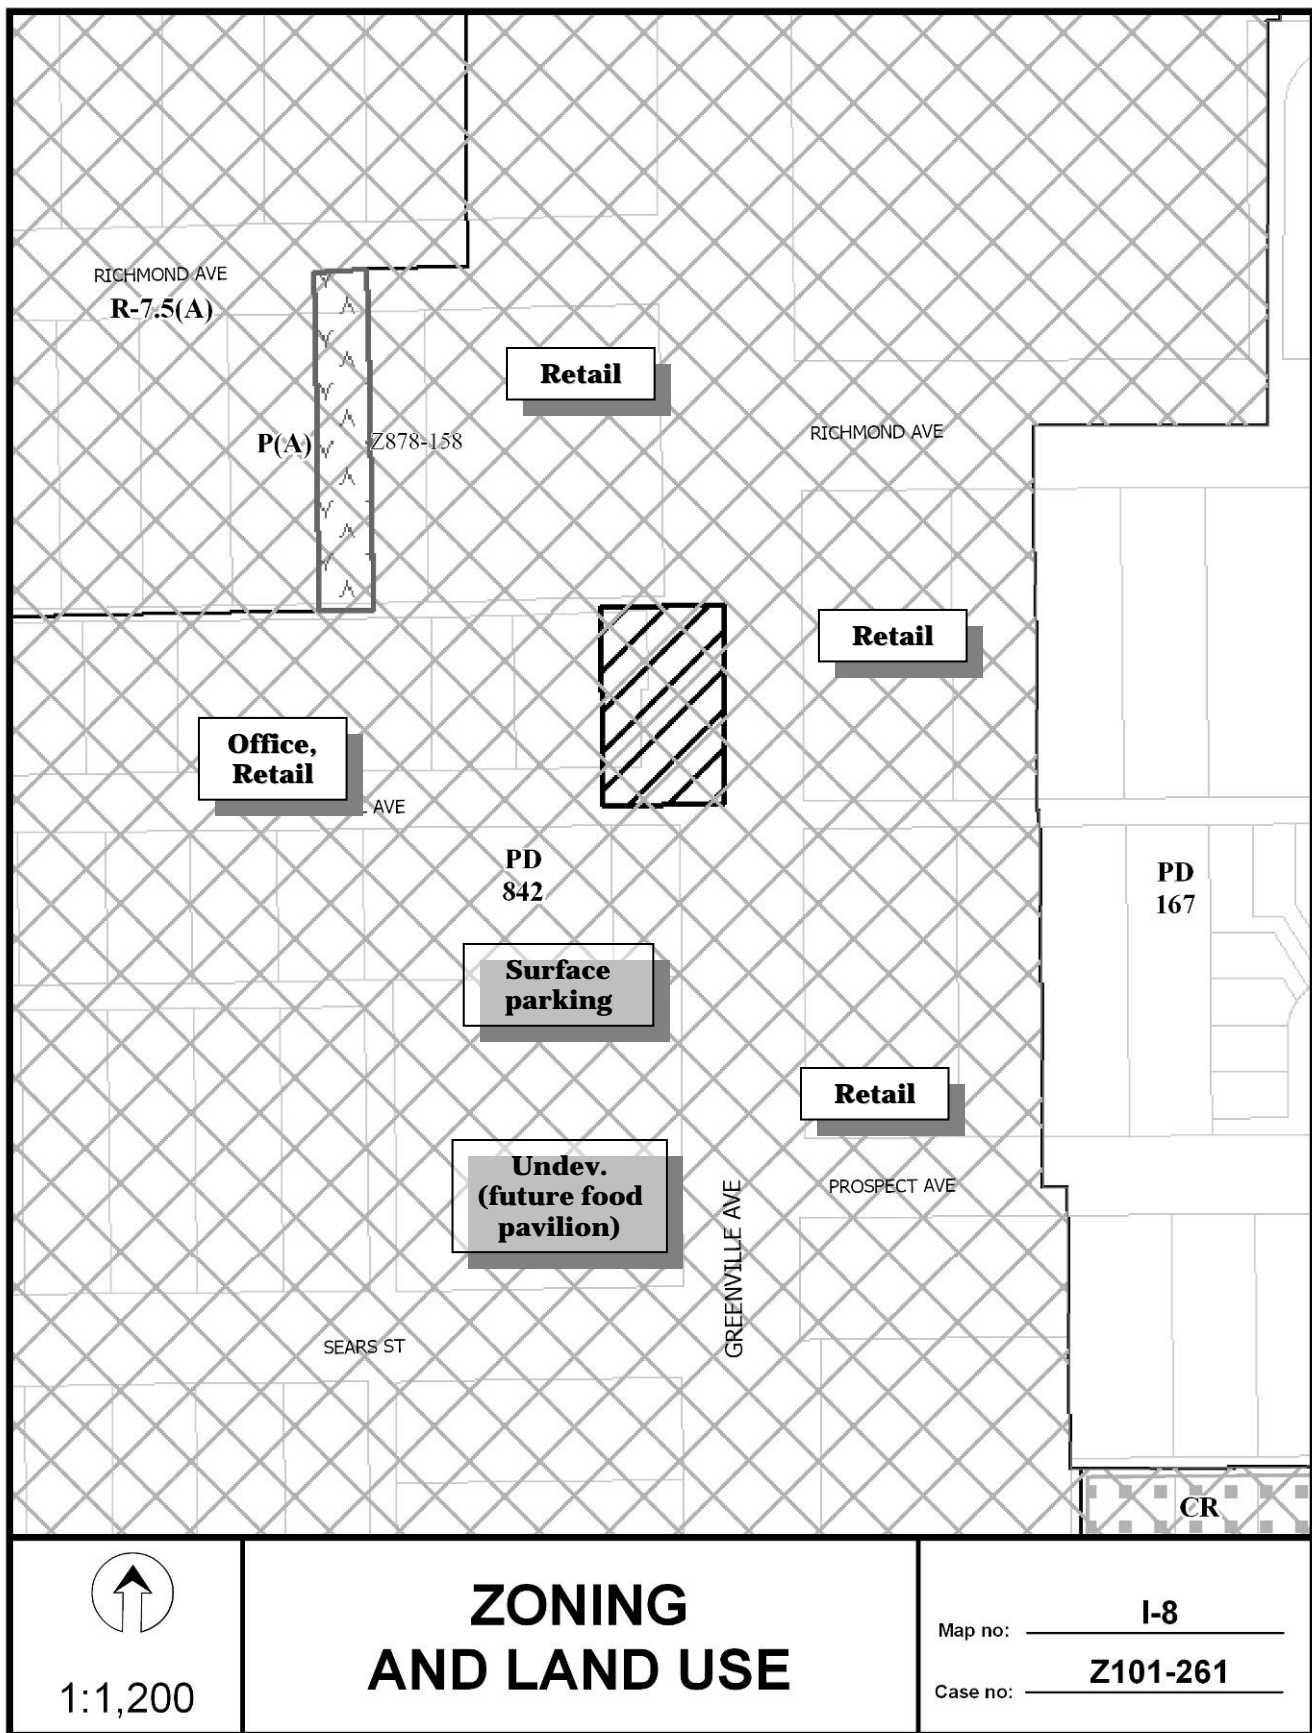 RICHMOND AVE
R-7.5(A)
Retail
RICHMOND AVE
P(A)
Z878-158
Retail
Office,
Retail
AVE
PD
842
PD
167
Surface
parking
Retail
Undev.
(future food
pavilion)
PROSPECT AVE
GREENVILLE AVE
SEARS ST
CR
1:1,200
ZONING
AND LAND USE
Map no: I-8
Case no: Z101-261